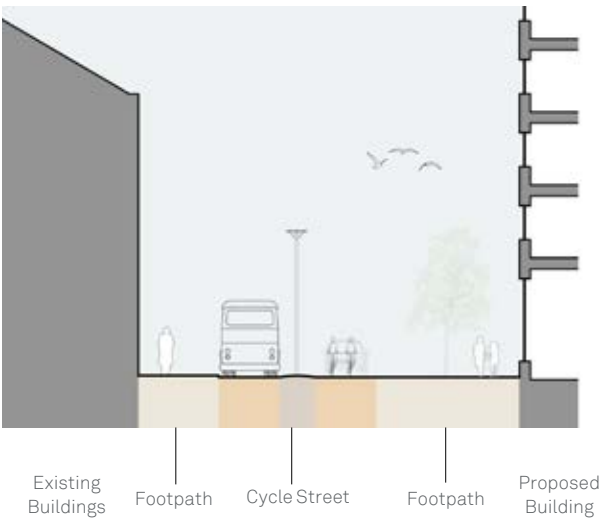 Existing
Buildings
Footpath
Cycle Street
Footpath
Proposed
Building